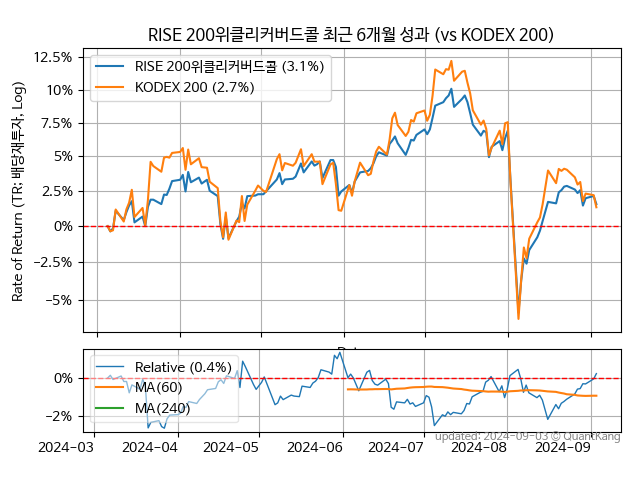 RISE 200위클리커버드콜 최근 6개월 성과 (vs KODEX 200)
Rate of Return (TR: 배당재투자, Log)
12.5%
10%
7.5%
5%
2.5%
0%
−2.5%
−5%
RISE 200위클리커버드콜 (3.1%)
KODEX 200 (2.7%)
0%
−2%
Relative (0.4%)
MA(60)
MA(240)
updated: 2024-09-03 © QuantKang
2024-03 2024-04 2024-05 2024-06 2024-07 2024-08 2024-09